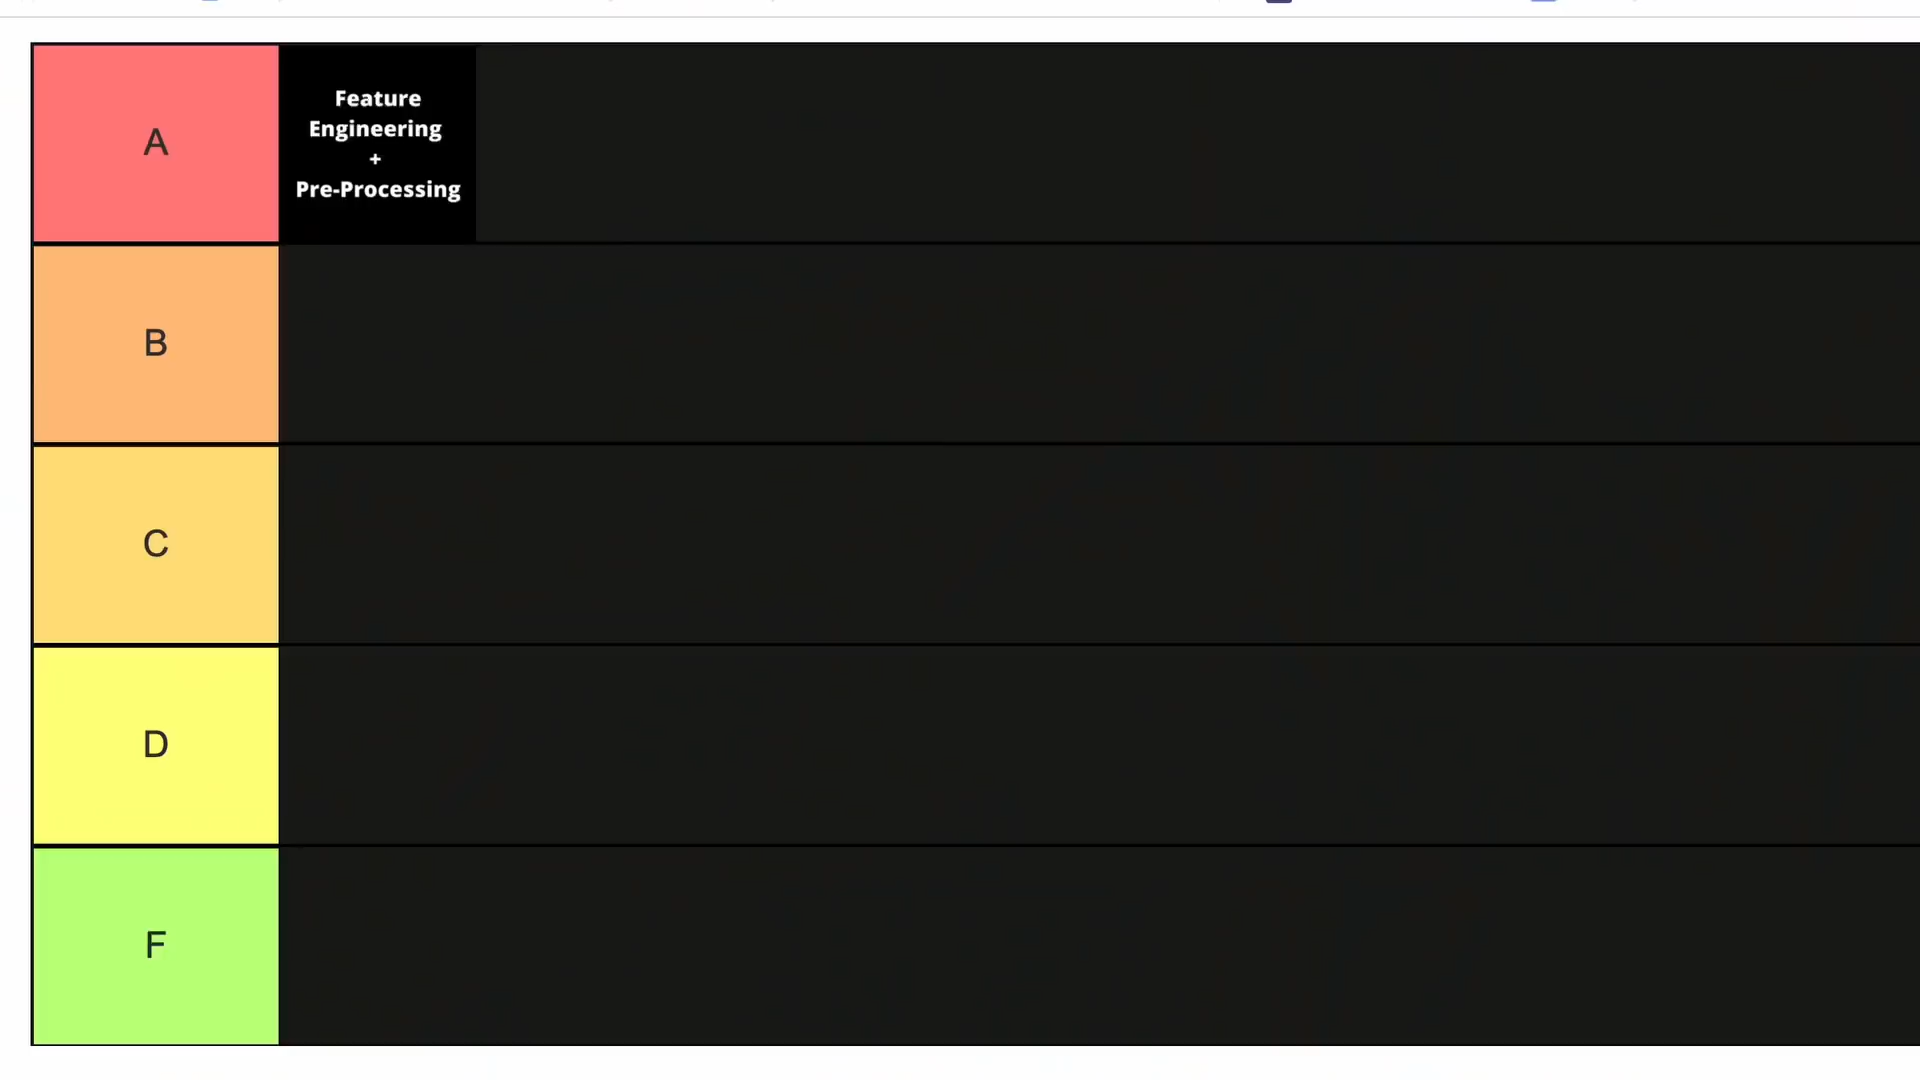 A
Feature
Engineering
+
Pre-Processing
B
C
D
F